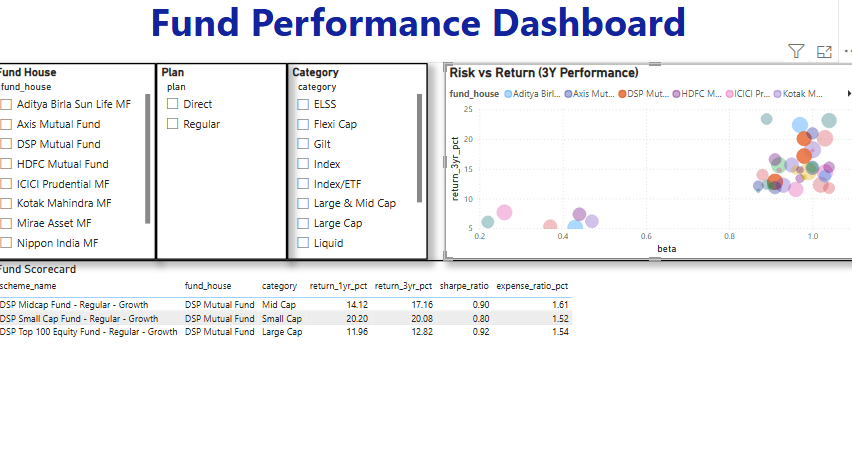 Fund Performance Dashboard
Fund House
fund_house
Aditya Birla Sun Life MF
Axis Mutual Fund
DSP Mutual Fund
HDFC Mutual Fund
ICICI Prudential MF
Kotak Mahindra MF
Mirae Asset MF
Nippon India MF
Plan
plan
Direct
Regular
Category
category
ELSS
Flexi Cap
Gilt
Index
Index/ETF
Large & Mid Cap
Large Cap
Liquid
Risk vs Return (3Y Performance)
fund_house Aditya Birl... Axis Mut... DSP Mut... HDFC M... ICICI Pr... Kotak M...
return_3yr_pct
25
20
15
10
5
0.2 0.4 0.6 0.8 1.0
beta
Fund Scorecard
scheme_name fund_house category return_1yr_pct return_3yr_pct sharpe_ratio expense_ratio_pct
DSP Midcap Fund - Regular - Growth DSP Mutual Fund Mid Cap 14.12 17.16 0.90 1.61
DSP Small Cap Fund - Regular - Growth DSP Mutual Fund Small Cap 20.20 20.08 0.80 1.52
DSP Top 100 Equity Fund - Regular - Growth DSP Mutual Fund Large Cap 11.96 12.82 0.92 1.54